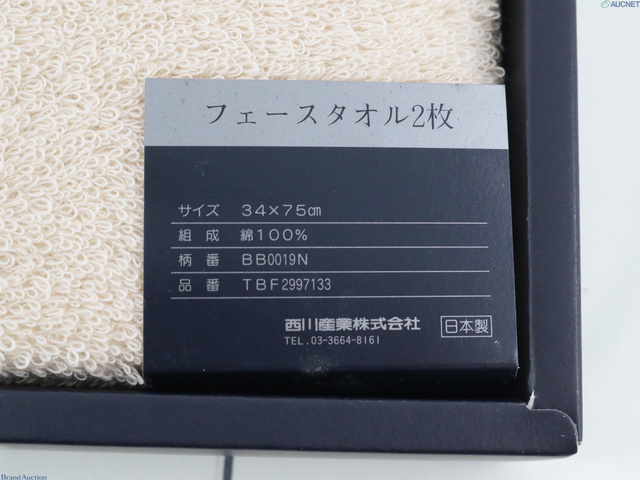 AUCNET
フェースタオル2枚
サイズ 34×75cm
組成 綿100%
柄番 BB0019N
品番 TBF2997133
西川産業株式会社 日本製
TEL.03-3664-8161
Brand Auction